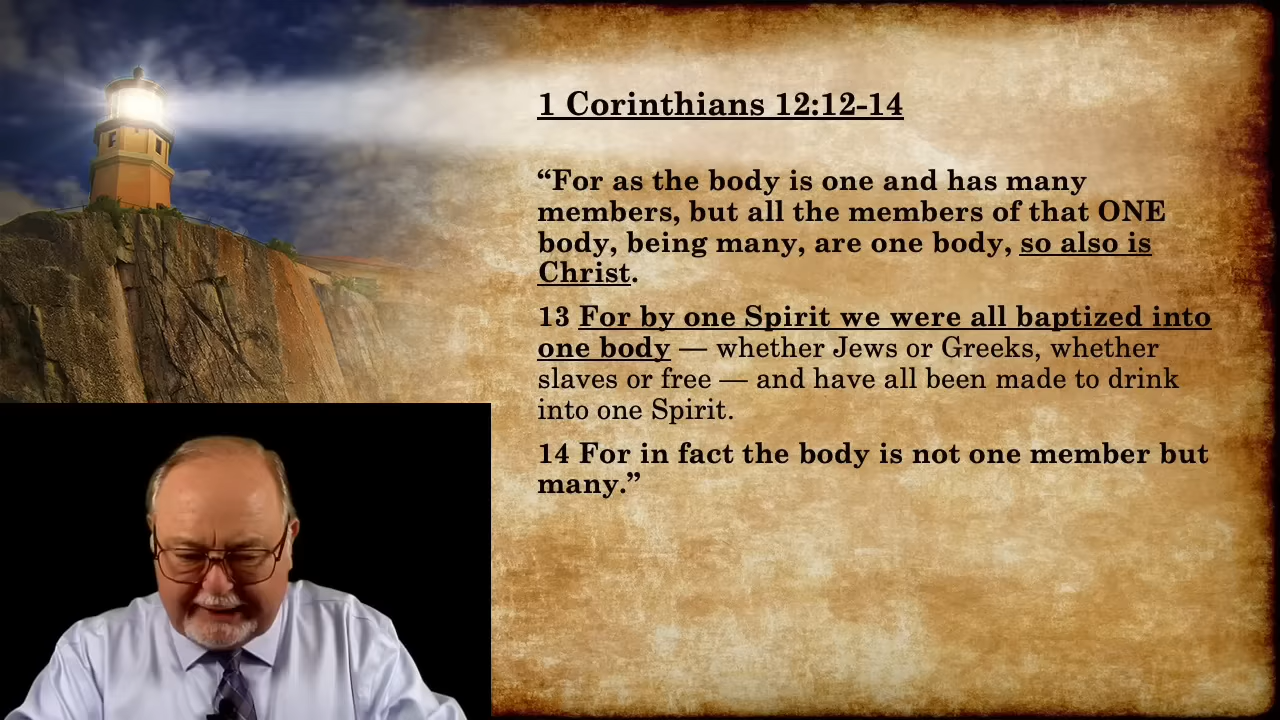 1 Corinthians 12:12-14
“For as the body is one and has many
members, but all the members of that ONE
body, being many, are one body, so also is
Christ.
13 For by one Spirit we were all baptized into
one body — whether Jews or Greeks, whether
slaves or free — and have all been made to drink
into one Spirit.
14 For in fact the body is not one member but
many.”